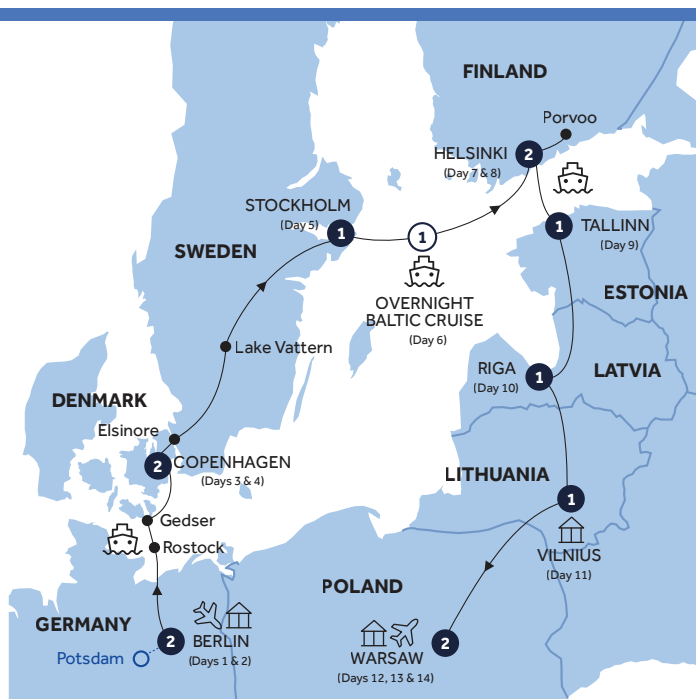 FINLAND
Porvoo
HELSINKI
2
(Day 7 & 8)
STOCKHOLM
(Day 5)
1
1
1
TALLINN
(Day 9)
SWEDEN
OVERNIGHT
BALTIC CRUISE
(Day 6)
ESTONIA
Lake Vattern
RIGA
(Day 10)
1
LATVIA
DENMARK
Elsinore
2
COPENHAGEN
(Days 3 & 4)
LITHUANIA
1
VILNIUS
(Day 11)
Gedser
Rostock
POLAND
GERMANY
2
BERLIN
(Days 1 & 2)
Potsdam
2
WARSAW
(Days 12, 13 & 14)